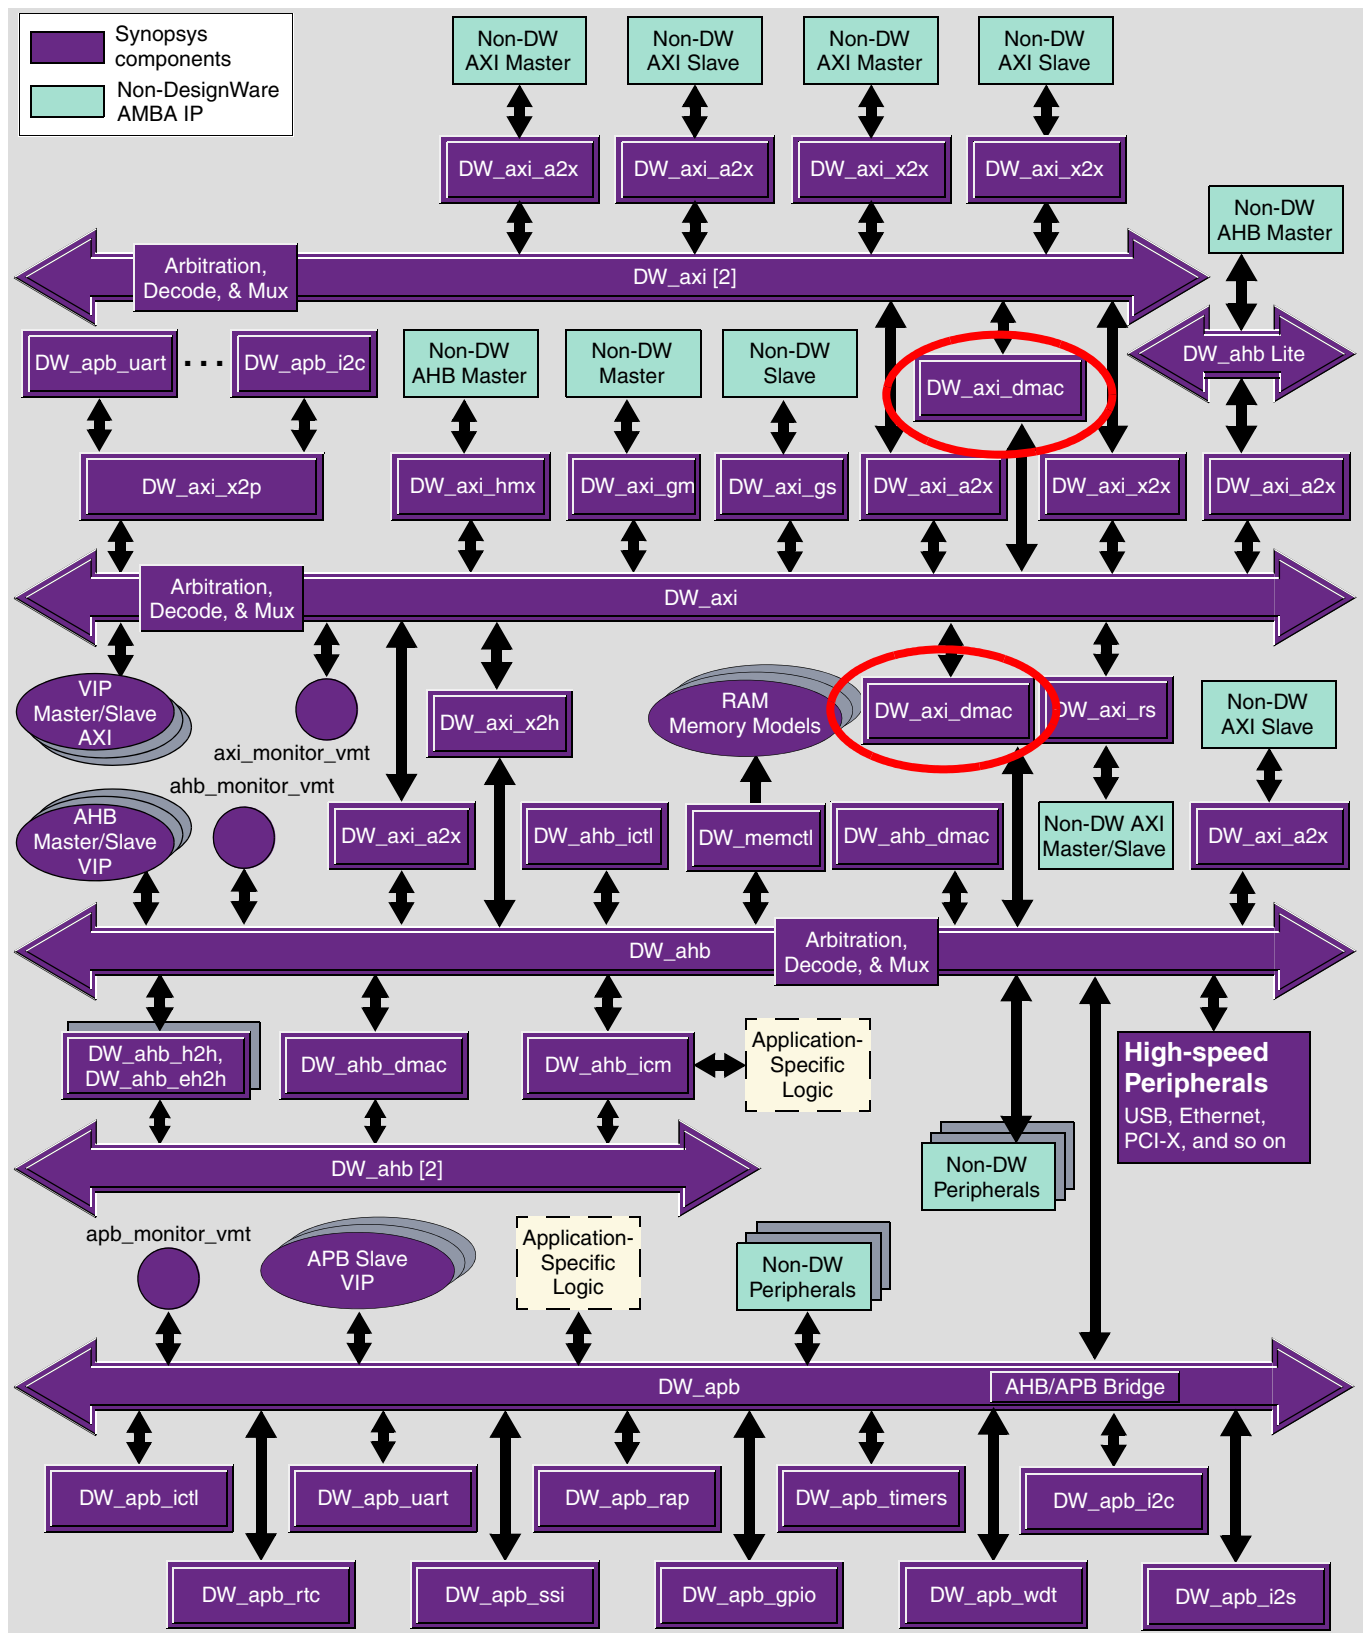 Synopsys
components
Non-DesignWare
AMBA IP
Non-DW
AXI Master
Non-DW
AXI Slave
Non-DW
AXI Master
Non-DW
AXI Slave
DW_axi_a2x
DW_axi_a2x
DW_axi_x2x
DW_axi_x2x
Non-DW
AHB Master
Arbitration,
Decode, & Mux
DW_axi [2]
DW_apb_uart
...
DW_apb_i2c
Non-DW
AHB Master
Non-DW
Master
Non-DW
Slave
DW_axi_dmac
DW_ahb Lite
DW_axi_x2p
DW_axi_hmx
DW_axi_gm
DW_axi_gs
DW_axi_a2x
DW_axi_x2x
DW_axi_a2x
Arbitration,
Decode, & Mux
DW_axi
VIP
Master/Slave
AXI
axi_monitor_vmt
DW_axi_x2h
RAM
Memory Models
DW_axi_dmac
DW_axi_rs
Non-DW
AXI Slave
ahb_monitor_vmt
AHB
Master/Slave
VIP
DW_axi_a2x
DW_ahb_ictl
DW_memctl
DW_ahb_dmac
Non-DW AXI
Master/Slave
DW_axi_a2x
DW_ahb
Arbitration,
Decode, & Mux
DW_ahb_h2h,
DW_ahb_eh2h
DW_ahb_dmac
DW_ahb_icm
Application-
Specific
Logic
High-speed
Peripherals
USB, Ethernet,
PCI-X, and so on
DW_ahb [2]
Non-DW
Peripherals
apb_monitor_vmt
APB Slave
VIP
Application-
Specific
Logic
Non-DW
Peripherals
DW_apb
AHB/APB Bridge
DW_apb_ictl
DW_apb_uart
DW_apb_rap
DW_apb_timers
DW_apb_i2c
DW_apb_rtc
DW_apb_ssi
DW_apb_gpio
DW_apb_wdt
DW_apb_i2s